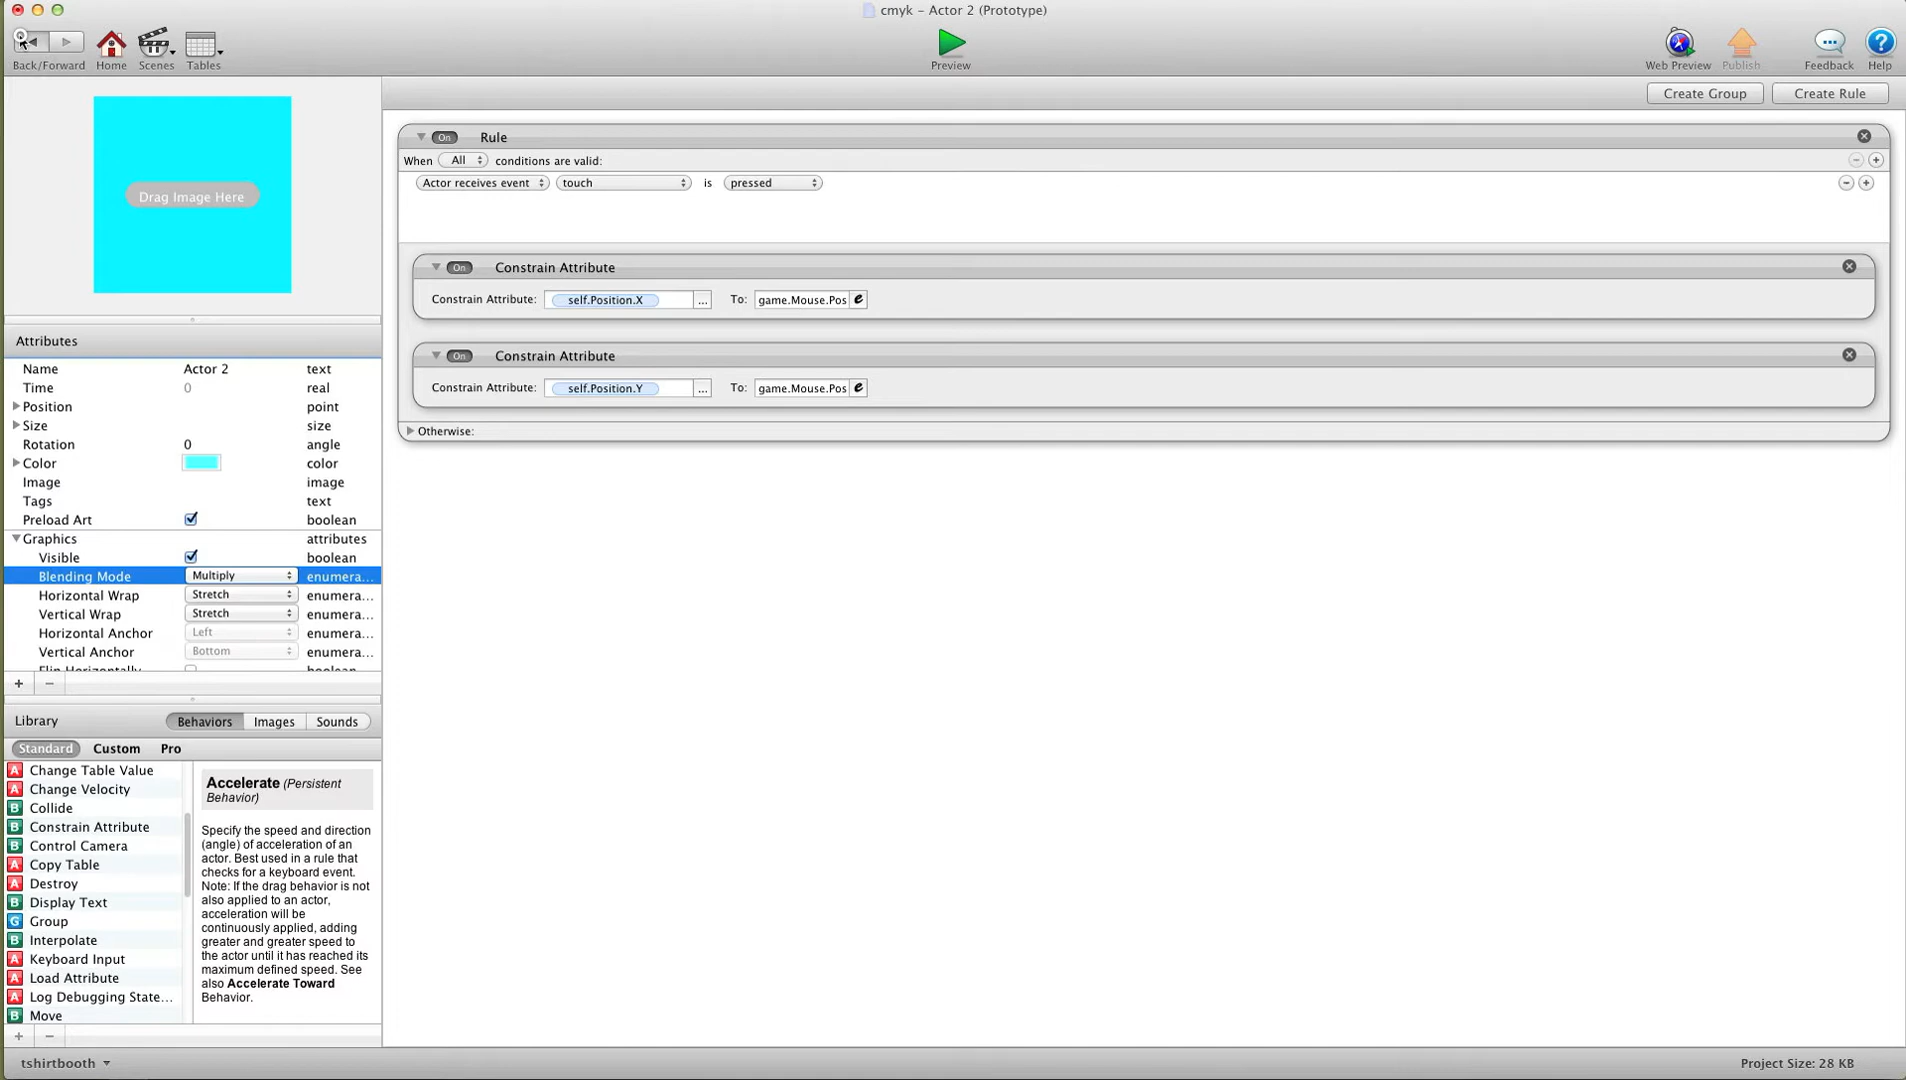 cmyk – Actor 2 (Prototype)
Back/Forward Home Scenes Tables Preview Web Preview Publish Feedback Help
Create Group Create Rule
Drag Image Here
On Rule
When All conditions are valid:
Actor receives event touch is pressed
On Constrain Attribute
Constrain Attribute: self.Position.X ... To: game.Mouse.Pos e
On Constrain Attribute
Constrain Attribute: self.Position.Y ... To: game.Mouse.Pos e
Otherwise:
Attributes
Name Actor 2 text
Time 0 real
Position point
Size size
Rotation 0 angle
Color color
Image image
Tags text
Preload Art boolean
Graphics attributes
Visible boolean
Blending Mode Multiply enumera...
Horizontal Wrap Stretch enumera...
Vertical Wrap Stretch enumera...
Horizontal Anchor Left enumera...
Vertical Anchor Bottom enumera...
Flip Horizontally boolean
Library Behaviors Images Sounds
Standard Custom Pro
A Change Table Value
A Change Velocity
B Collide
B Constrain Attribute
B Control Camera
A Copy Table
A Destroy
B Display Text
G Group
B Interpolate
A Keyboard Input
A Load Attribute
A Log Debugging State...
B Move
Accelerate (Persistent
Behavior)
Specify the speed and direction
(angle) of acceleration of an
actor. Best used in a rule that
checks for a keyboard event.
Note: If the drag behavior is not
also applied to an actor,
acceleration will be
continuously applied, adding
greater and greater speed to
the actor until it has reached its
maximum defined speed. See
also Accelerate Toward
Behavior.
tshirtbooth
Project Size: 28 KB